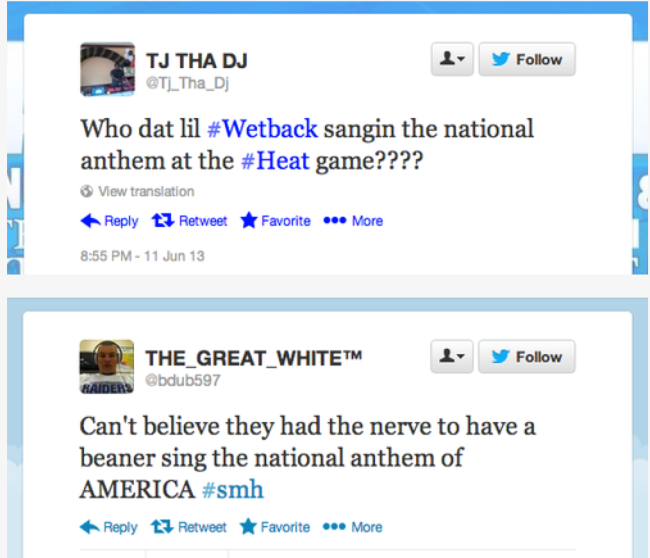 TJ THA DJ
Follow
@Tj_Tha_Dj
Who dat lil #Wetback sangin the national
anthem at the #Heat game????
View translation
Reply Retweet Favorite More
8:55 PM - 11 Jun 13
THE_GREAT_WHITE™
Follow
@bdub597
RAIDERS
Can't believe they had the nerve to have a
beaner sing the national anthem of
AMERICA #smh
Reply Retweet Favorite More